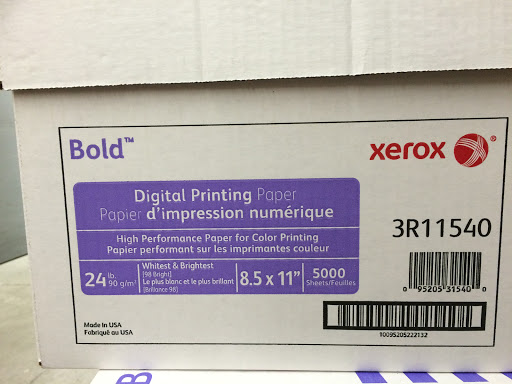 Bold™
xerox ®
Digital Printing Paper
Papier d'impression numérique
High Performance Paper for Color Printing
Papier performant sur les imprimantes couleur
24 lb. 90 g/m²
Whitest & Brightest
[98 Bright]
Le plus blanc et le plus brillant
[Brillance 98]
8.5 x 11"
5000
Sheets/Feuilles
3R11540
0 95205 31540 0
Made in USA
Fabriqué au USA
10095205222132
B